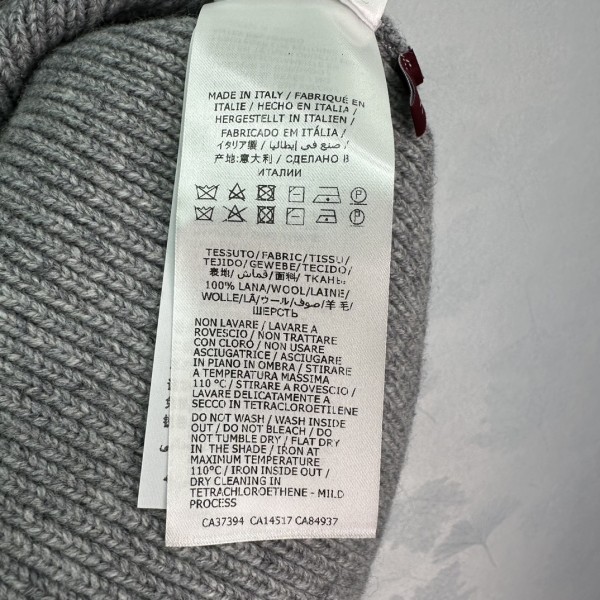 MADE IN ITALY / FABRIQUÉ EN
ITALIE / HECHO EN ITALIA /
HERGESTELLT IN ITALIEN /
FABRICADO EM ITÁLIA /
イタリア製 / صنع في إيطاليا /
产地:意大利 / СДЕЛАНО В
ИТАЛИИ
P
P
TESSUTO/FABRIC/TISSU/
TEJIDO/GEWEBE/TECIDO/
表地/ قماش/面料/ ТКАНЬ:
100% LANA/WOOL/LAINE/
WOLLE/LÃ/ウール/صوف/羊毛/
ШЕРСТЬ
NON LAVARE / LAVARE A
ROVESCIO / NON TRATTARE
CON CLORO / NON USARE
ASCIUGATRICE / ASCIUGARE
IN PIANO IN OMBRA / STIRARE
A TEMPERATURA MASSIMA
110 °C / STIRARE A ROVESCIO /
LAVARE DELICATAMENTE A
SECCO IN TETRACLOROETILENE
DO NOT WASH / WASH INSIDE
OUT / DO NOT BLEACH / DO
NOT TUMBLE DRY / FLAT DRY
IN THE SHADE / IRON AT
MAXIMUM TEMPERATURE
110°C / IRON INSIDE OUT /
DRY CLEANING IN
TETRACHLOROETHENE - MILD
PROCESS
CA37394 CA14517 CA84937